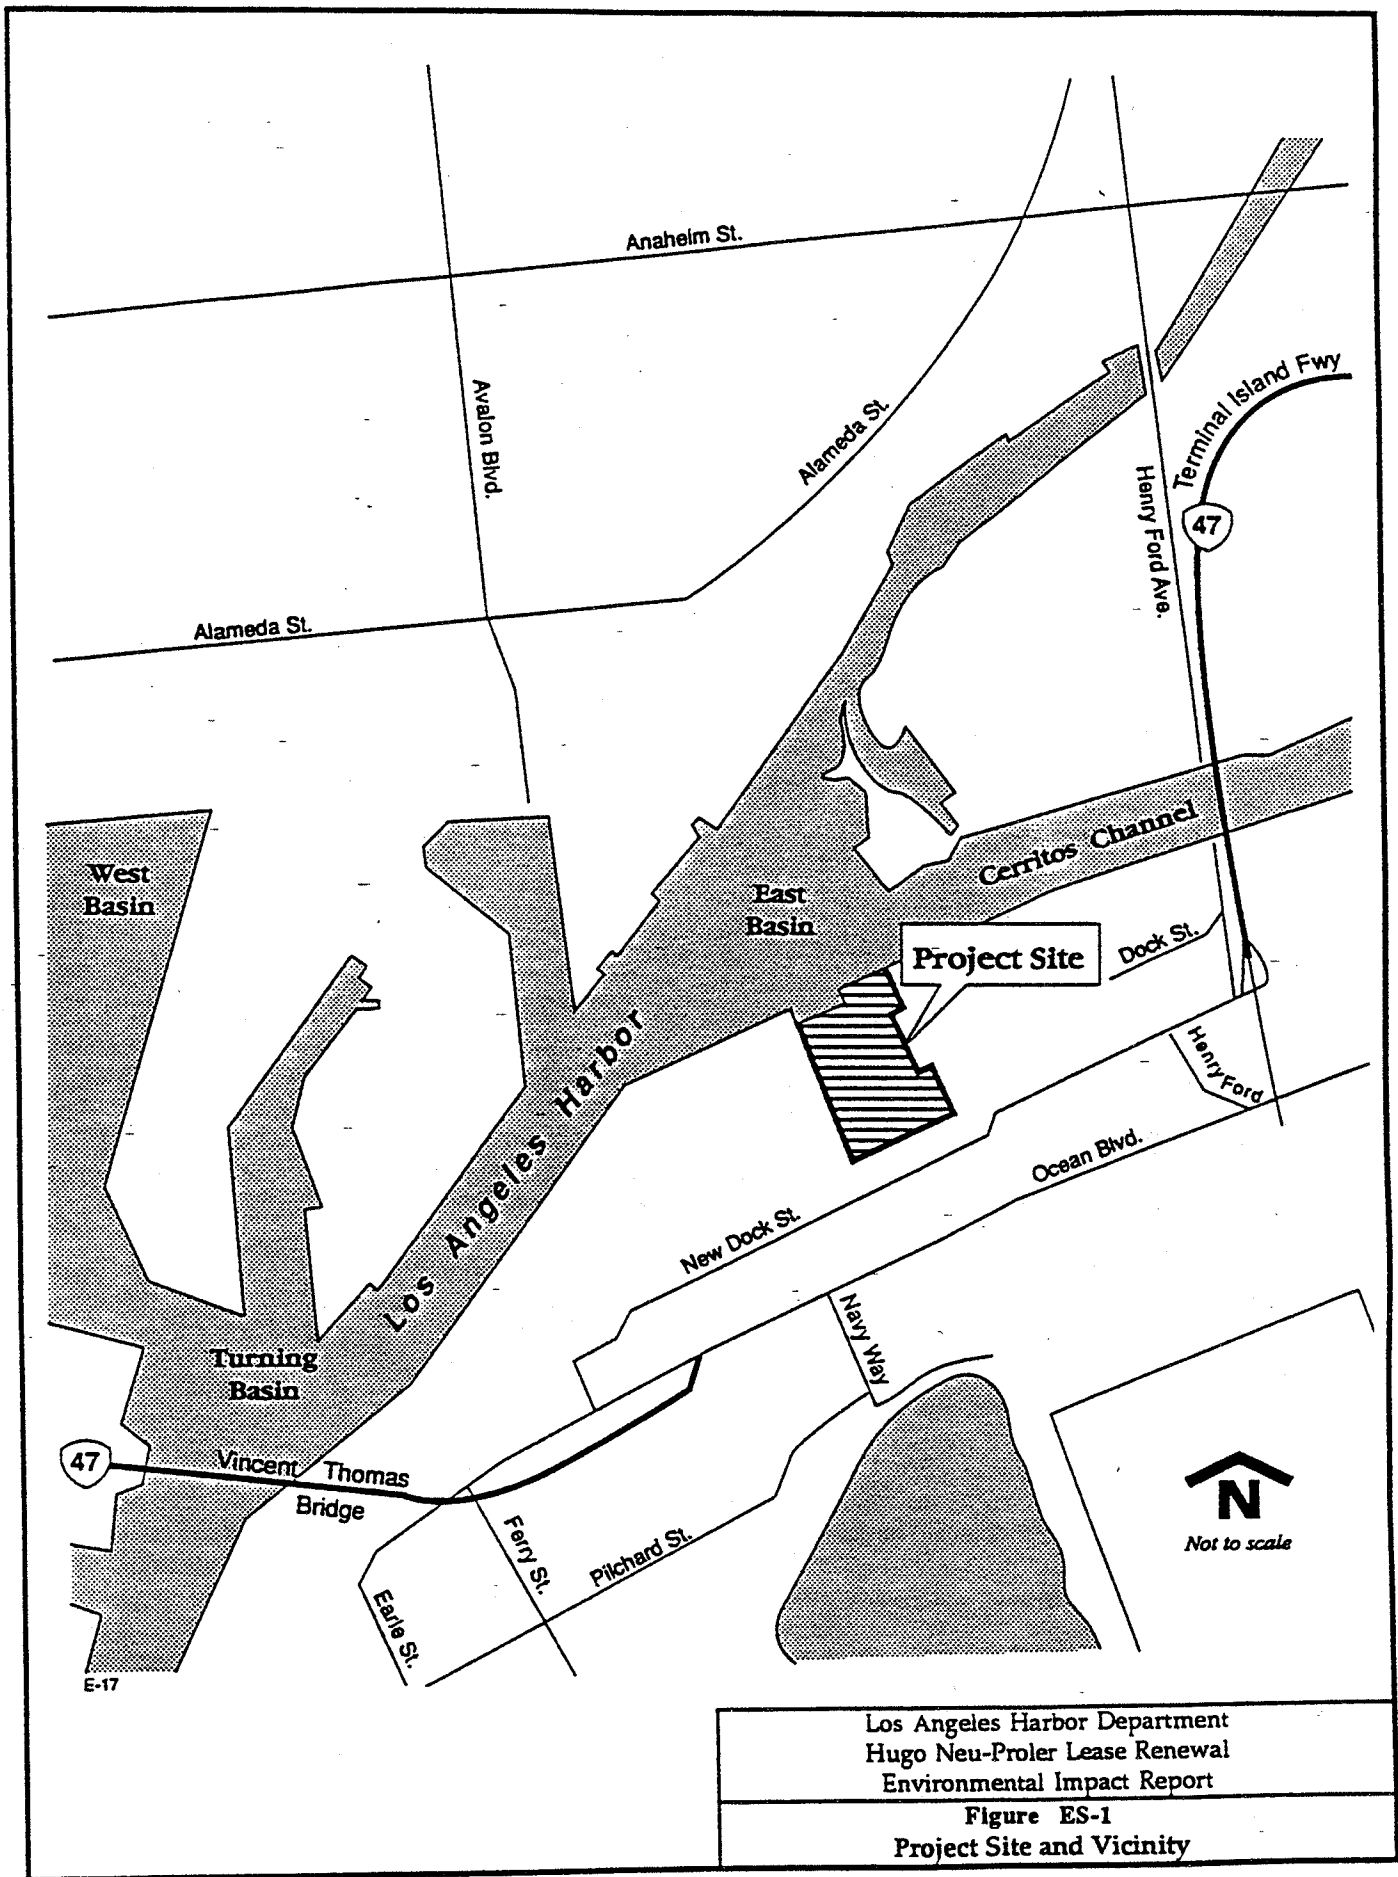 Anaheim St.
Avalon Blvd.
Alameda St.
Terminal Island Fwy
47
Henry Ford Ave.
Alameda St.
West
Basin
East
Basin
Cerritos Channel
Project Site
Dock St.
Los Angeles Harbor
Henry Ford
Ocean Blvd.
New Dock St.
Navy Way
Turning
Basin
47
Vincent Thomas
Bridge
Ferry St.
Pilchard St.
Earle St.
N
Not to scale
E-17
Los Angeles Harbor Department
Hugo Neu-Proler Lease Renewal
Environmental Impact Report
Figure ES-1
Project Site and Vicinity